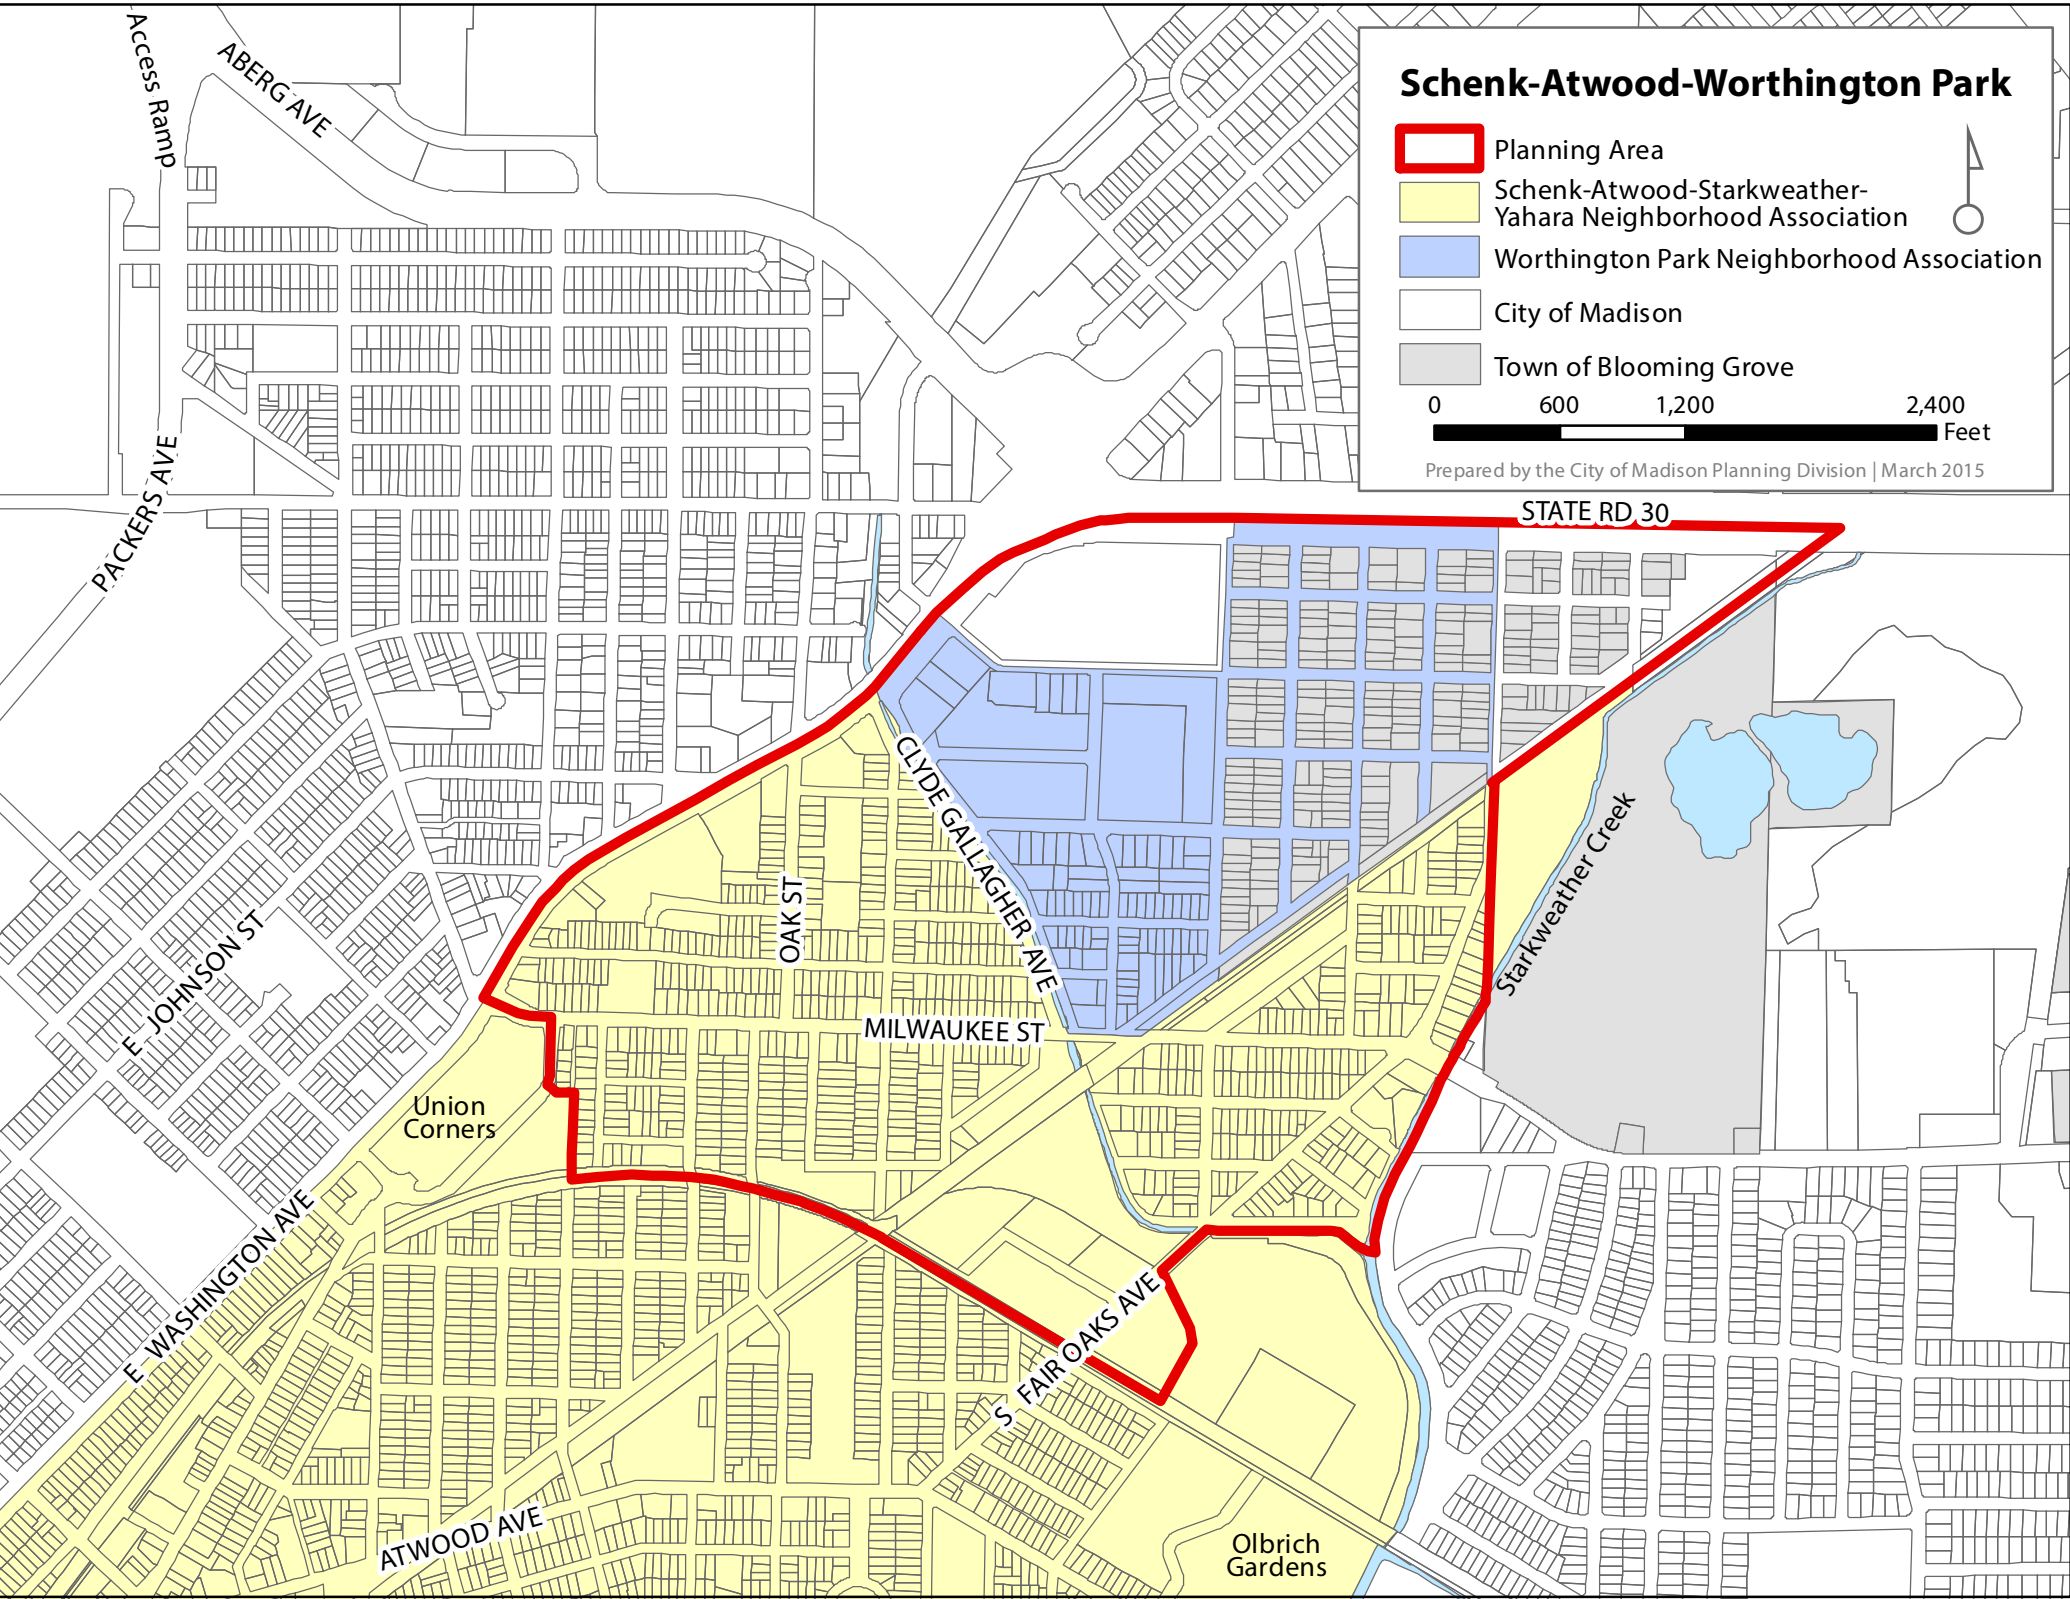 Schenk-Atwood-Worthington Park
Planning Area
Schenk-Atwood-Starkweather-
Yahara Neighborhood Association
Worthington Park Neighborhood Association
City of Madison
Town of Blooming Grove
0 600 1,200 2,400
Feet
Prepared by the City of Madison Planning Division | March 2015
Access Ramp
ABERG AVE
PACKERS AVE
STATE RD 30
CLYDE GALLAGHER AVE
OAK ST
Starkweather Creek
E JOHNSON ST
MILWAUKEE ST
Union
Corners
E WASHINGTON AVE
S FAIR OAKS AVE
ATWOOD AVE
Olbrich
Gardens